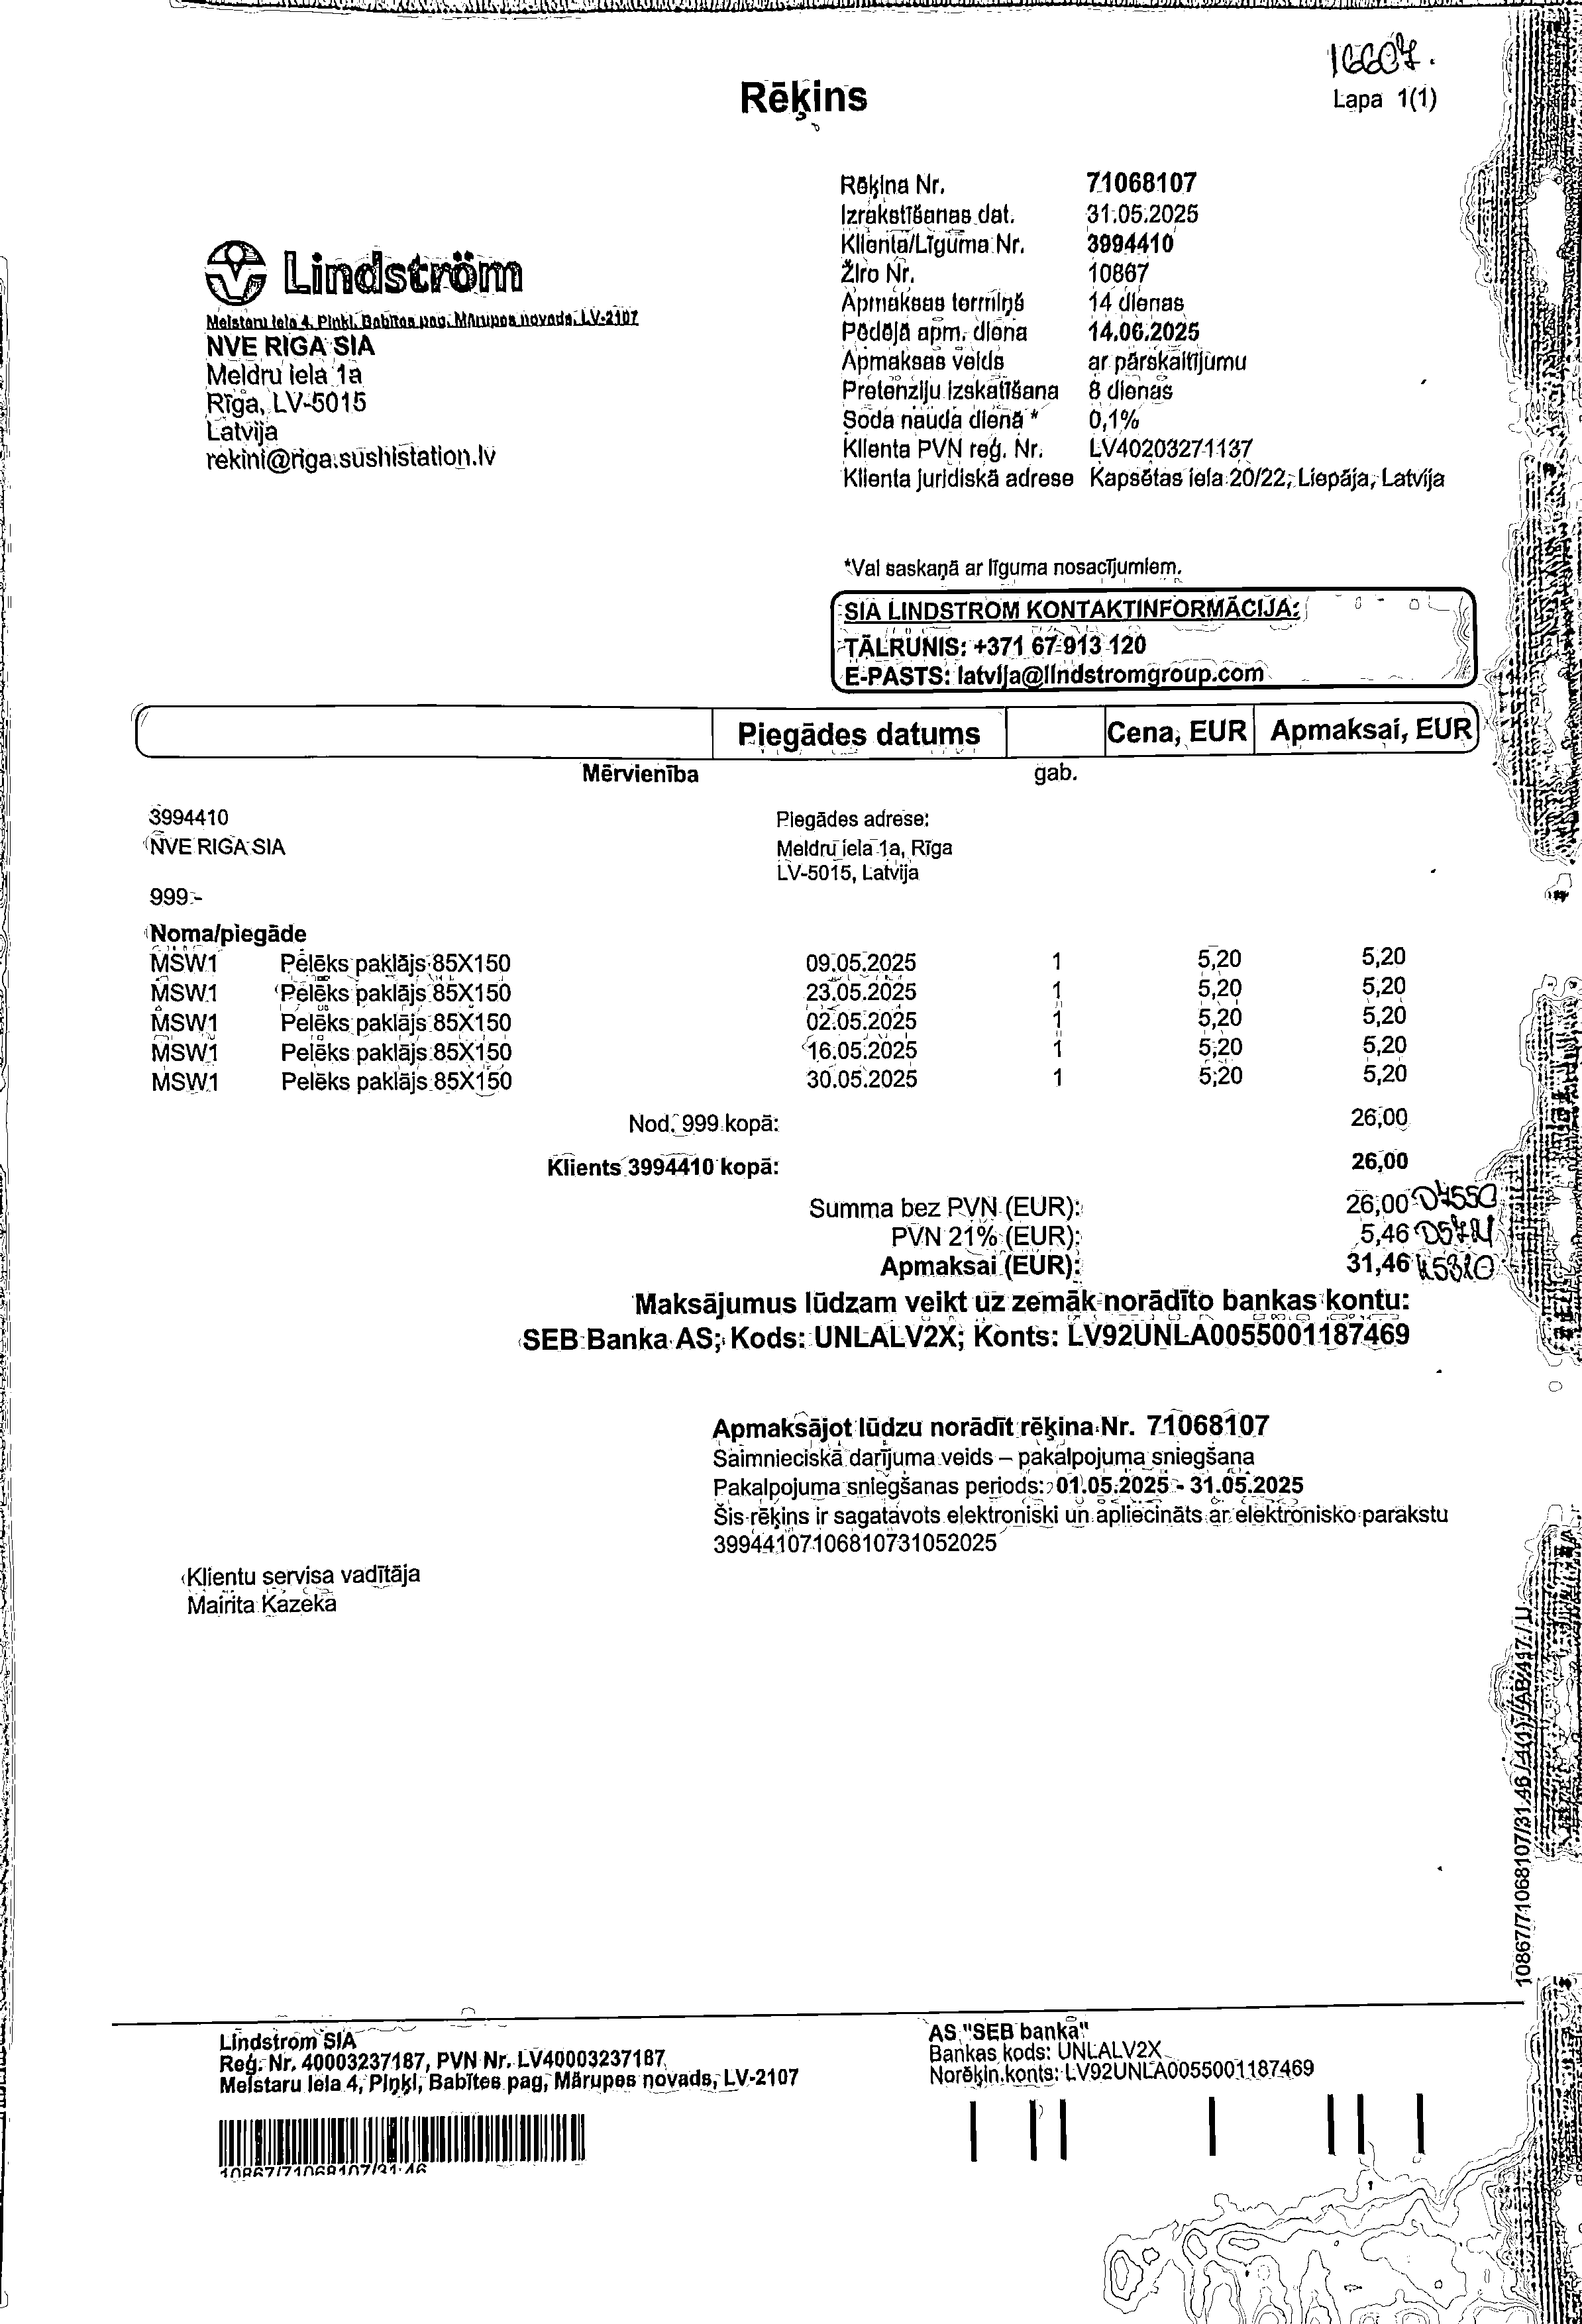 16607.
Rēķins
Lapa 1(1)
Rēķina Nr. 71068107
Izrakstīšanas dat. 31.05.2025
Klienta/Līguma Nr. 3994410
Žiro Nr. 10867
Apmaksas termiņš 14 dienas
Pēdējā apm. diena 14.06.2025
Apmaksas veids ar pārskaitījumu
Pretenziju izskatīšana 8 dienas
Soda nauda dienā * 0,1%
Klienta PVN reģ. Nr. LV40203271137
Klienta juridiskā adrese Kapsētas iela 20/22, Liepāja, Latvija
Lindström
Meistaru iela 4, Piņķi, Babītes pag. Mārupes novads, LV-2107
NVE RIGA SIA
Meldru iela 1a
Rīga, LV-5015
Latvija
rekini@riga.sushistation.lv
*Vai saskaņā ar līguma nosacījumiem.
SIA LINDSTROM KONTAKTINFORMĀCIJA:
TĀLRUNIS: +371 67 913 120
E-PASTS: latvija@lindstromgroup.com
Piegādes datums Cena, EUR Apmaksai, EUR
Mērvienība gab.
3994410
NVE RIGA SIA
Piegādes adrese:
Meldru iela 1a, Rīga
LV-5015, Latvija
999 -
Noma/piegāde
MSW1 Pelēks paklājs 85X150 09.05.2025 1 5,20 5,20
MSW1 Pelēks paklājs 85X150 23.05.2025 1 5,20 5,20
MSW1 Pelēks paklājs 85X150 02.05.2025 1 5,20 5,20
MSW1 Pelēks paklājs 85X150 16.05.2025 1 5,20 5,20
MSW1 Pelēks paklājs 85X150 30.05.2025 1 5,20 5,20
Nod. 999 kopā: 26,00
Klients 3994410 kopā: 26,00
Summa bez PVN (EUR): 26,00 D7550
PVN 21% (EUR): 5,46
Apmaksai (EUR): 31,46 K5310
Maksājumus lūdzam veikt uz zemāk norādīto bankas kontu:
SEB Banka AS; Kods: UNLALV2X; Konts: LV92UNLA0055001187469
Apmaksājot lūdzu norādīt rēķina Nr. 71068107
Saimnieciskā darījuma veids – pakalpojuma sniegšana
Pakalpojuma sniegšanas periods: 01.05.2025 - 31.05.2025
Šis rēķins ir sagatavots elektroniski un apliecināts ar elektronisko parakstu
39944107106810731052025
Klientu servisa vadītāja
Mairita Kazeka
10867/71068107/31.46
Lindstrom SIA
Reģ. Nr. 40003237187, PVN Nr. LV40003237187
Meistaru iela 4, Piņķi, Babītes pag, Mārupes novads, LV-2107
AS "SEB banka"
Bankas kods: UNLALV2X
Norēķin.konts: LV92UNLA0055001187469
10867/71068107/31.46